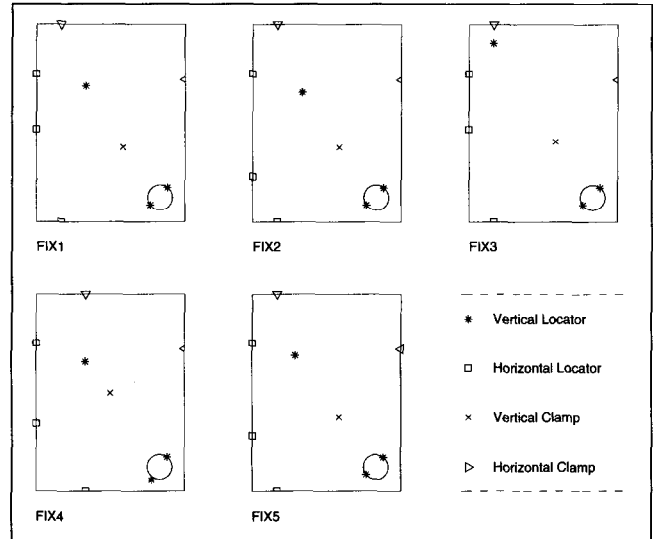 FIX1
FIX2
FIX3
FIX4
FIX5
Vertical Locator
Horizontal Locator
Vertical Clamp
Horizontal Clamp